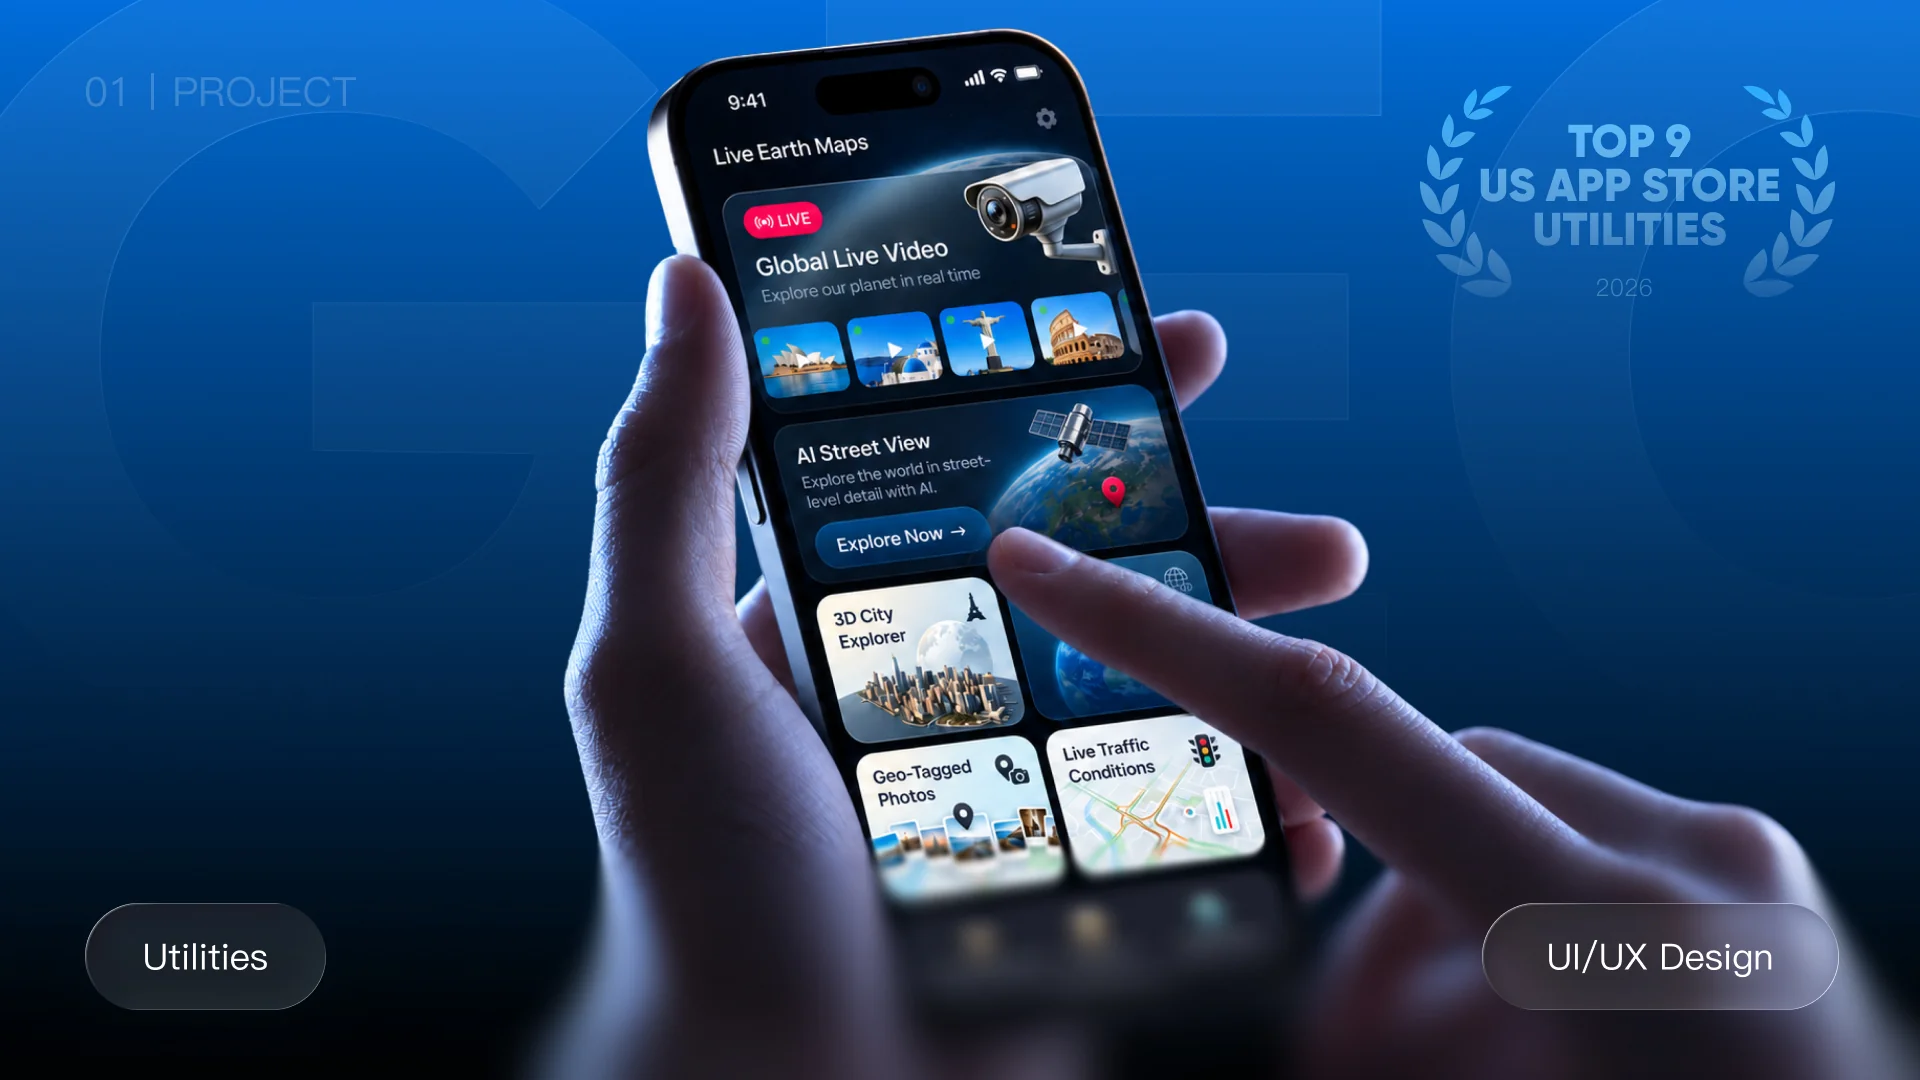 01 | PROJECT
TOP 9
US APP STORE
UTILITIES
2026
9:41
Live Earth Maps
LIVE
Global Live Video
Explore our planet in real time
AI Street View
Explore the world in street-
level detail with AI.
Explore Now →
3D City
Explorer
Geo-Tagged
Photos
Live Traffic
Conditions
Utilities
UI/UX Design